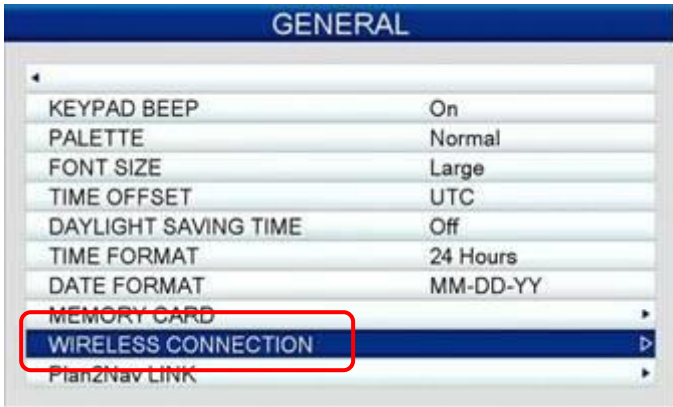 GENERAL
KEYPAD BEEP On
PALETTE Normal
FONT SIZE Large
TIME OFFSET UTC
DAYLIGHT SAVING TIME Off
TIME FORMAT 24 Hours
DATE FORMAT MM-DD-YY
MEMORY CARD
WIRELESS CONNECTION
Plan2Nav LINK